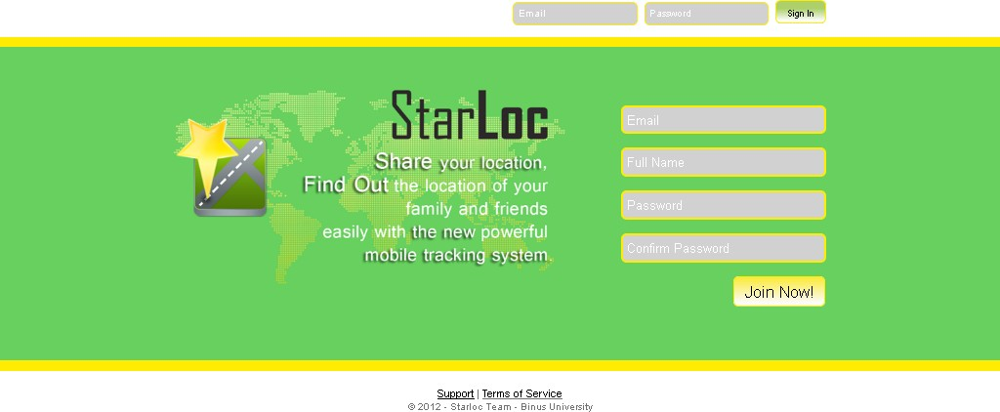 Email Password Sign In
StarLoc
Share your location,
Find Out the location of your
family and friends
easily with the new powerful
mobile tracking system.
Email
Full Name
Password
Confirm Password
Join Now!
Support | Terms of Service
© 2012 - Starloc Team - Binus University